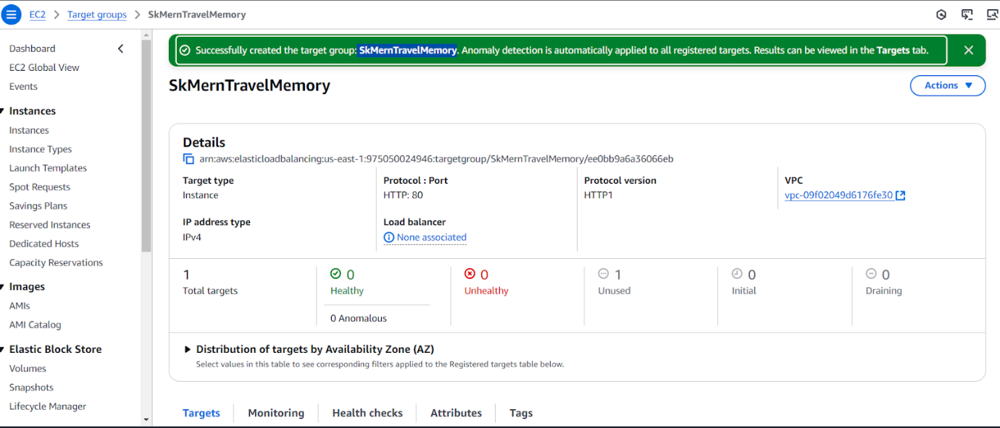 EC2 > Target groups > SkMernTravelMemory
Dashboard
EC2 Global View
Events
Instances
Instances
Instance Types
Launch Templates
Spot Requests
Savings Plans
Reserved Instances
Dedicated Hosts
Capacity Reservations
Images
AMIs
AMI Catalog
Elastic Block Store
Volumes
Snapshots
Lifecycle Manager
Successfully created the target group: SkMernTravelMemory. Anomaly detection is automatically applied to all registered targets. Results can be viewed in the Targets tab.
SkMernTravelMemory
Actions
Details
arn:aws:elasticloadbalancing:us-east-1:975050024946:targetgroup/SkMernTravelMemory/ee0bb9a6a36066eb
Target type
Instance
Protocol : Port
HTTP: 80
Protocol version
HTTP1
VPC
vpc-09f02049d6176fe30
IP address type
IPv4
Load balancer
None associated
1
Total targets
0
Healthy
0 Anomalous
0
Unhealthy
1
Unused
0
Initial
0
Draining
Distribution of targets by Availability Zone (AZ)
Select values in this table to see corresponding filters applied to the Registered targets table below.
Targets
Monitoring
Health checks
Attributes
Tags